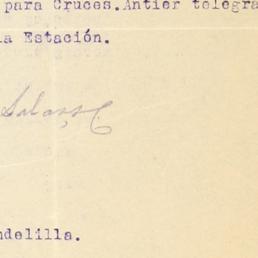 para Cruces. Antier telegra
la Estación.
Salas C.
ndelilla.